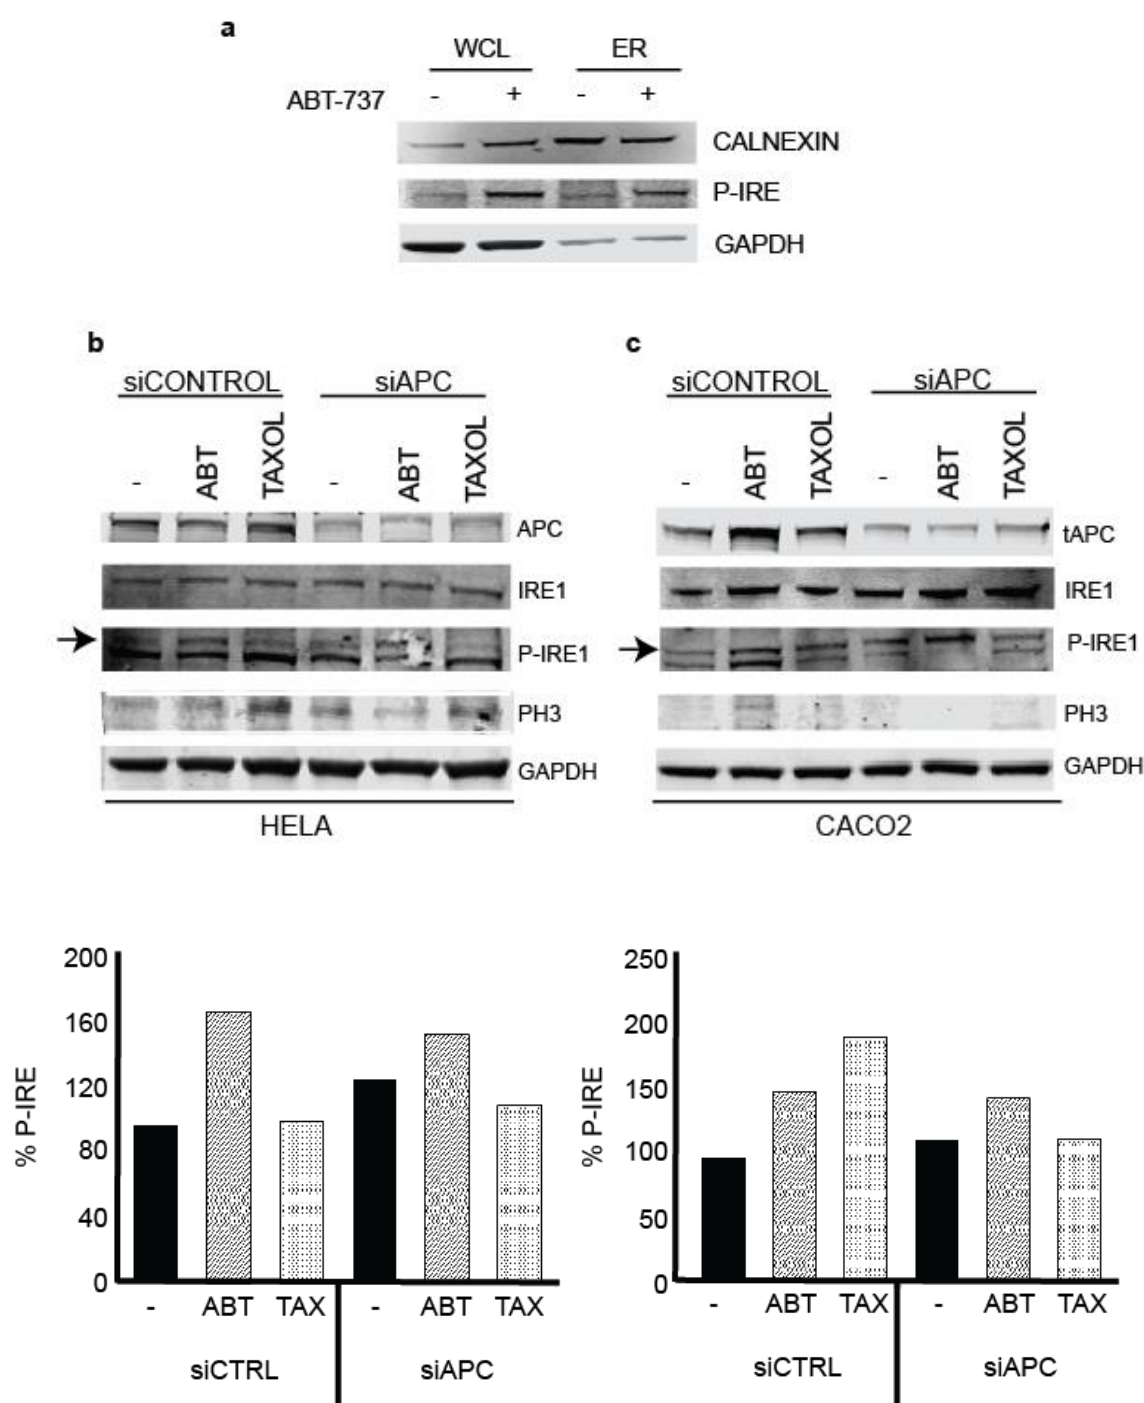 a
WCL ER
ABT-737 - + - +
CALNEXIN
P-IRE
GAPDH
b
siCONTROL siAPC
- ABT TAXOL - ABT TAXOL
APC
IRE1
P-IRE1
PH3
GAPDH
HELA
c
siCONTROL siAPC
- ABT TAXOL - ABT TAXOL
tAPC
IRE1
P-IRE1
PH3
GAPDH
CACO2
% P-IRE
200
160
120
80
40
0
- ABT TAX - ABT TAX
siCTRL siAPC
% P-IRE
250
200
150
100
50
0
- ABT TAX - ABT TAX
siCTRL siAPC